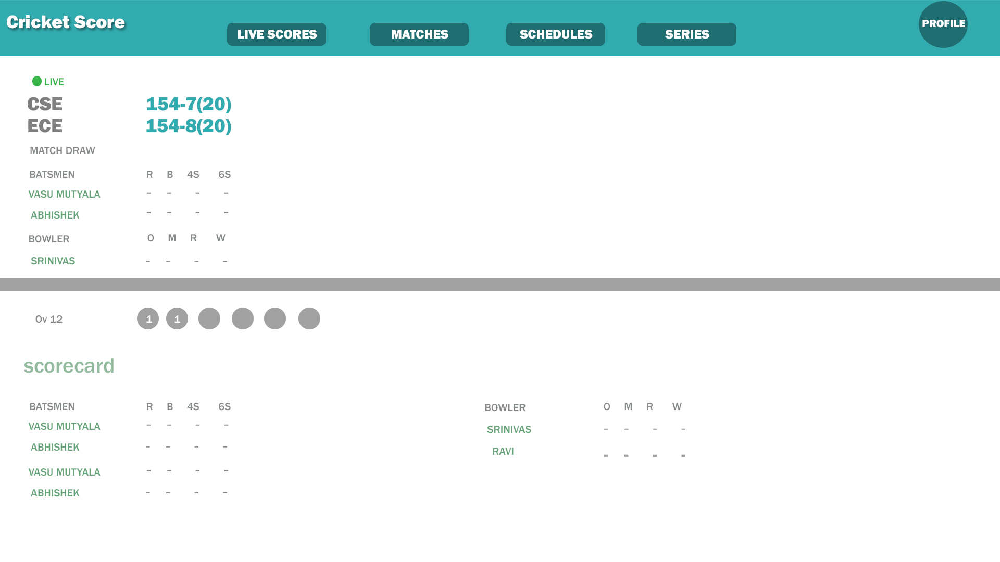 Cricket Score
LIVE SCORES
MATCHES
SCHEDULES
SERIES
PROFILE
LIVE
CSE 154-7(20)
ECE 154-8(20)
MATCH DRAW
BATSMEN R B 4S 6S
VASU MUTYALA - - - -
ABHISHEK - - - -
BOWLER O M R W
SRINIVAS - - - -
Ov 12 1 1
scorecard
BATSMEN R B 4S 6S
VASU MUTYALA - - - -
ABHISHEK - - - -
VASU MUTYALA - - - -
ABHISHEK - - - -
BOWLER O M R W
SRINIVAS - - - -
RAVI - - - -